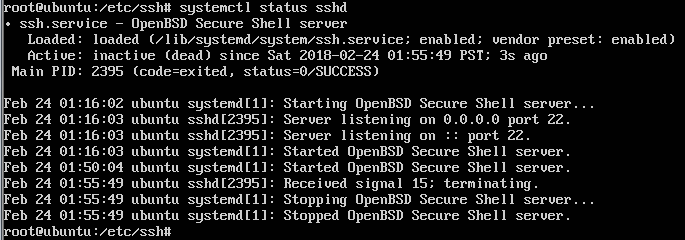 root@ubuntu:/etc/ssh# systemctl status sshd
• ssh.service - OpenBSD Secure Shell server
Loaded: loaded (/lib/systemd/system/ssh.service; enabled; vendor preset: enabled)
Active: inactive (dead) since Sat 2018-02-24 01:55:49 PST; 3s ago
Main PID: 2395 (code=exited, status=0/SUCCESS)
Feb 24 01:16:02 ubuntu systemd[1]: Starting OpenBSD Secure Shell server...
Feb 24 01:16:03 ubuntu sshd[2395]: Server listening on 0.0.0.0 port 22.
Feb 24 01:16:03 ubuntu sshd[2395]: Server listening on :: port 22.
Feb 24 01:16:03 ubuntu systemd[1]: Started OpenBSD Secure Shell server.
Feb 24 01:50:04 ubuntu systemd[1]: Started OpenBSD Secure Shell server.
Feb 24 01:55:49 ubuntu sshd[2395]: Received signal 15; terminating.
Feb 24 01:55:49 ubuntu systemd[1]: Stopping OpenBSD Secure Shell server...
Feb 24 01:55:49 ubuntu systemd[1]: Stopped OpenBSD Secure Shell server.
root@ubuntu:/etc/ssh#